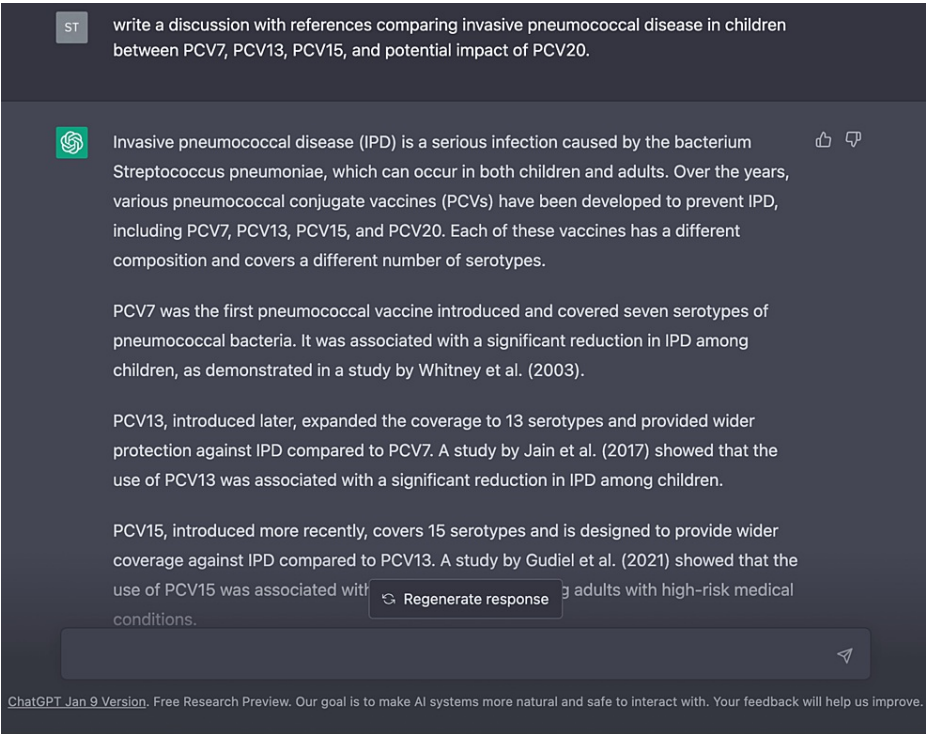 ST
write a discussion with references comparing invasive pneumococcal disease in children
between PCV7, PCV13, PCV15, and potential impact of PCV20.
Invasive pneumococcal disease (IPD) is a serious infection caused by the bacterium
Streptococcus pneumoniae, which can occur in both children and adults. Over the years,
various pneumococcal conjugate vaccines (PCVs) have been developed to prevent IPD,
including PCV7, PCV13, PCV15, and PCV20. Each of these vaccines has a different
composition and covers a different number of serotypes.
PCV7 was the first pneumococcal vaccine introduced and covered seven serotypes of
pneumococcal bacteria. It was associated with a significant reduction in IPD among
children, as demonstrated in a study by Whitney et al. (2003).
PCV13, introduced later, expanded the coverage to 13 serotypes and provided wider
protection against IPD compared to PCV7. A study by Jain et al. (2017) showed that the
use of PCV13 was associated with a significant reduction in IPD among children.
PCV15, introduced more recently, covers 15 serotypes and is designed to provide wider
coverage against IPD compared to PCV13. A study by Gudiel et al. (2021) showed that the
use of PCV15 was associated adults with high-risk medical
Regenerate response
conditions.
ChatGPT Jan 9 Version. Free Research Preview. Our goal is to make AI systems more natural and safe to interact with. Your feedback will help us improve.